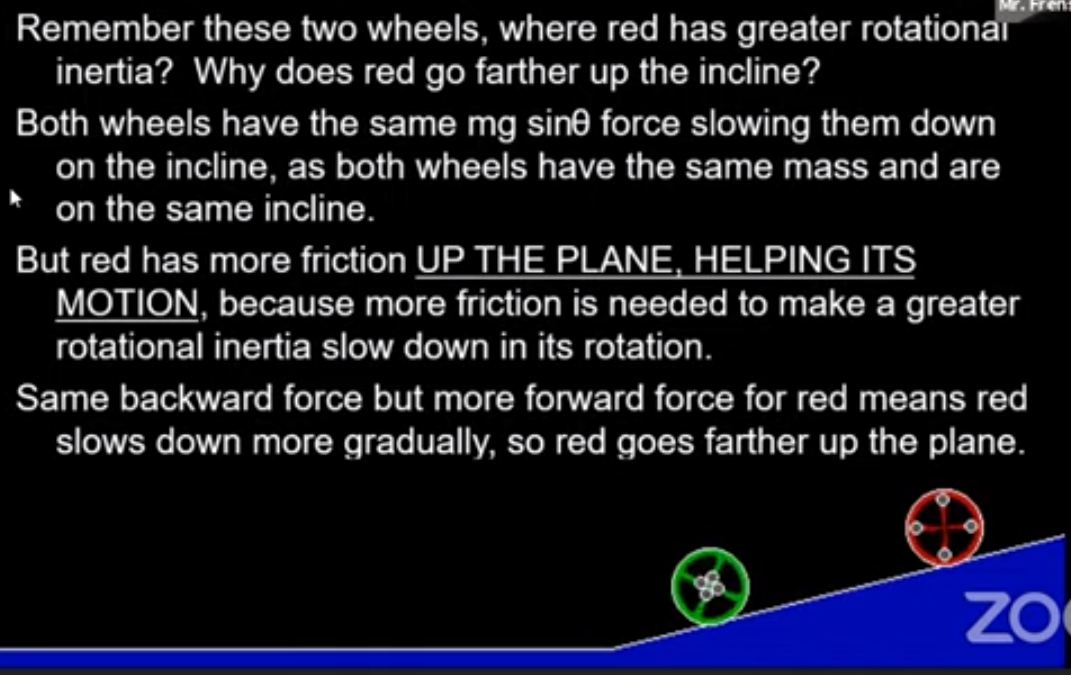 Mr. Frens
Remember these two wheels, where red has greater rotational
inertia? Why does red go farther up the incline?
Both wheels have the same mg sinθ force slowing them down
on the incline, as both wheels have the same mass and are
on the same incline.
But red has more friction UP THE PLANE, HELPING ITS
MOTION, because more friction is needed to make a greater
rotational inertia slow down in its rotation.
Same backward force but more forward force for red means red
slows down more gradually, so red goes farther up the plane.
ZO